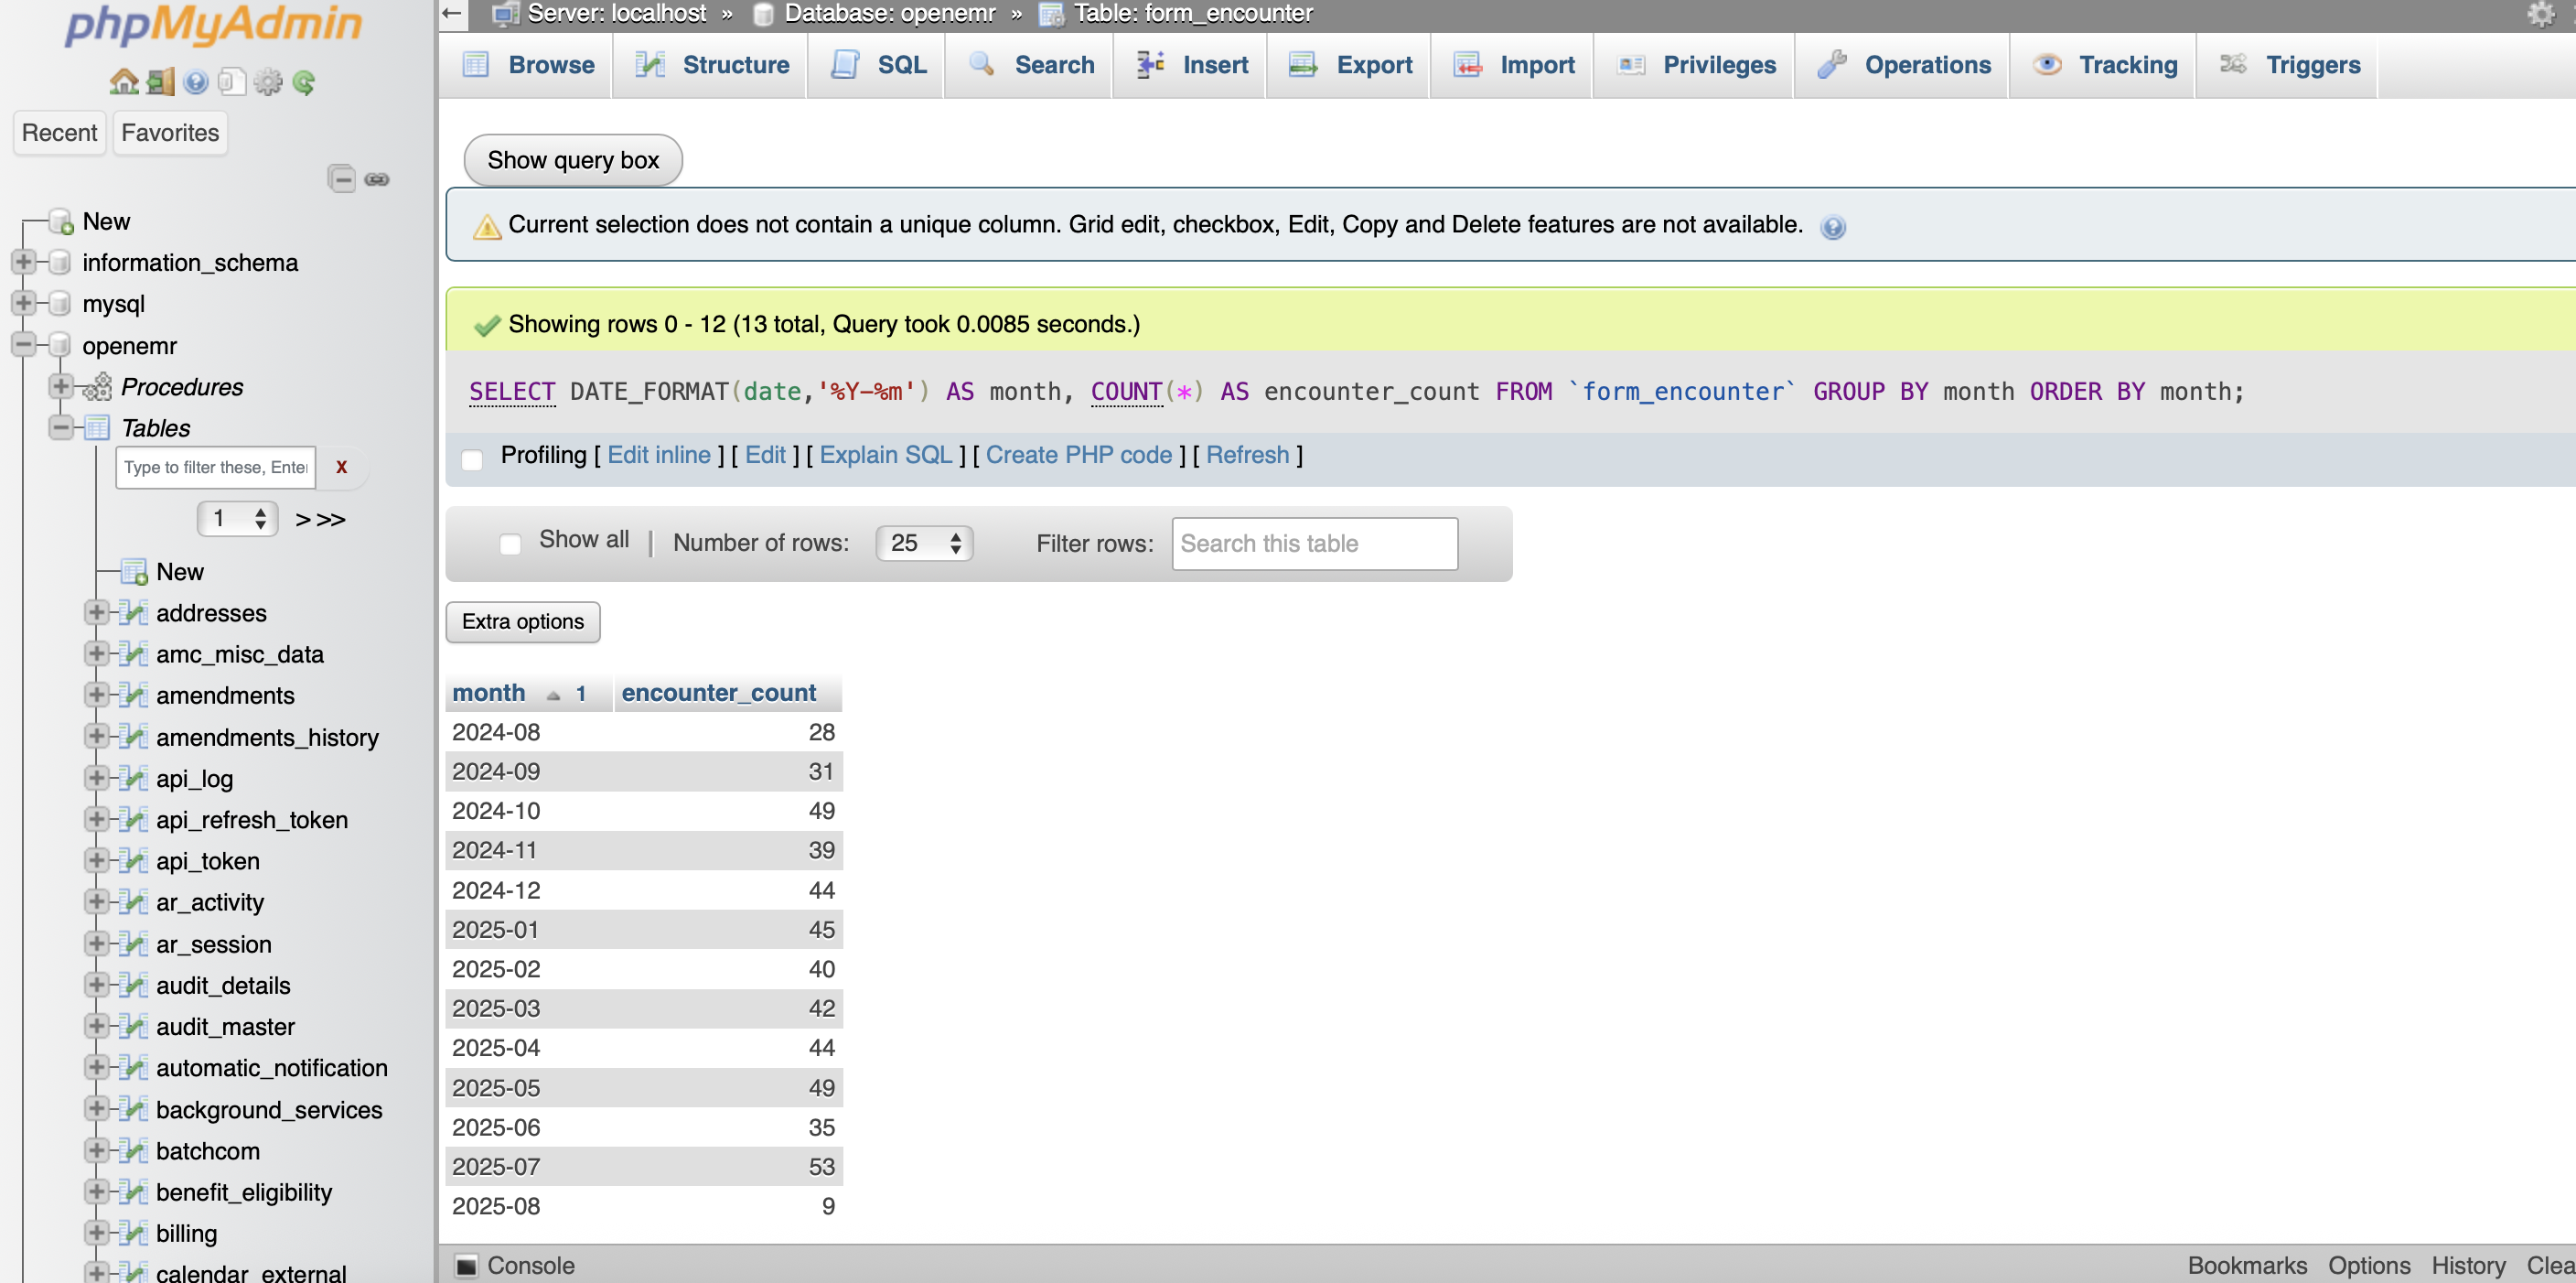 phpMyAdmin
Recent Favorites
New
information_schema
mysql
openemr
Procedures
Tables
Type to filter these, Enter X
1 > >>
New
addresses
amc_misc_data
amendments
amendments_history
api_log
api_refresh_token
api_token
ar_activity
ar_session
audit_details
audit_master
automatic_notification
background_services
batchcom
benefit_eligibility
billing
calendar_external
← Server: localhost » Database: openemr » Table: form_encounter
Browse Structure SQL Search Insert Export Import Privileges Operations Tracking Triggers
Show query box
Current selection does not contain a unique column. Grid edit, checkbox, Edit, Copy and Delete features are not available.
Showing rows 0 - 12 (13 total, Query took 0.0085 seconds.)
SELECT DATE_FORMAT(date,'%Y-%m') AS month, COUNT(*) AS encounter_count FROM `form_encounter` GROUP BY month ORDER BY month;
Profiling [ Edit inline ] [ Edit ] [ Explain SQL ] [ Create PHP code ] [ Refresh ]
Show all | Number of rows: 25 Filter rows: Search this table
Extra options
month 1 encounter_count
2024-08 28
2024-09 31
2024-10 49
2024-11 39
2024-12 44
2025-01 45
2025-02 40
2025-03 42
2025-04 44
2025-05 49
2025-06 35
2025-07 53
2025-08 9
Console Bookmarks Options History Clea